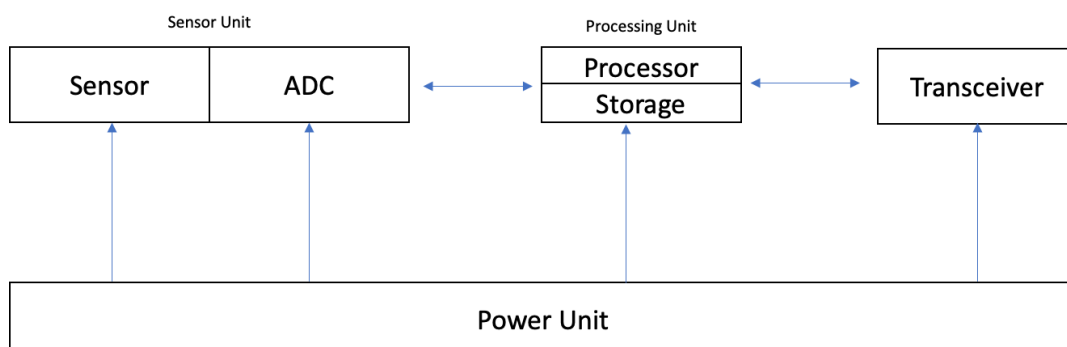 Sensor Unit
Processing Unit
Sensor
ADC
Processor
Storage
Transceiver
Power Unit